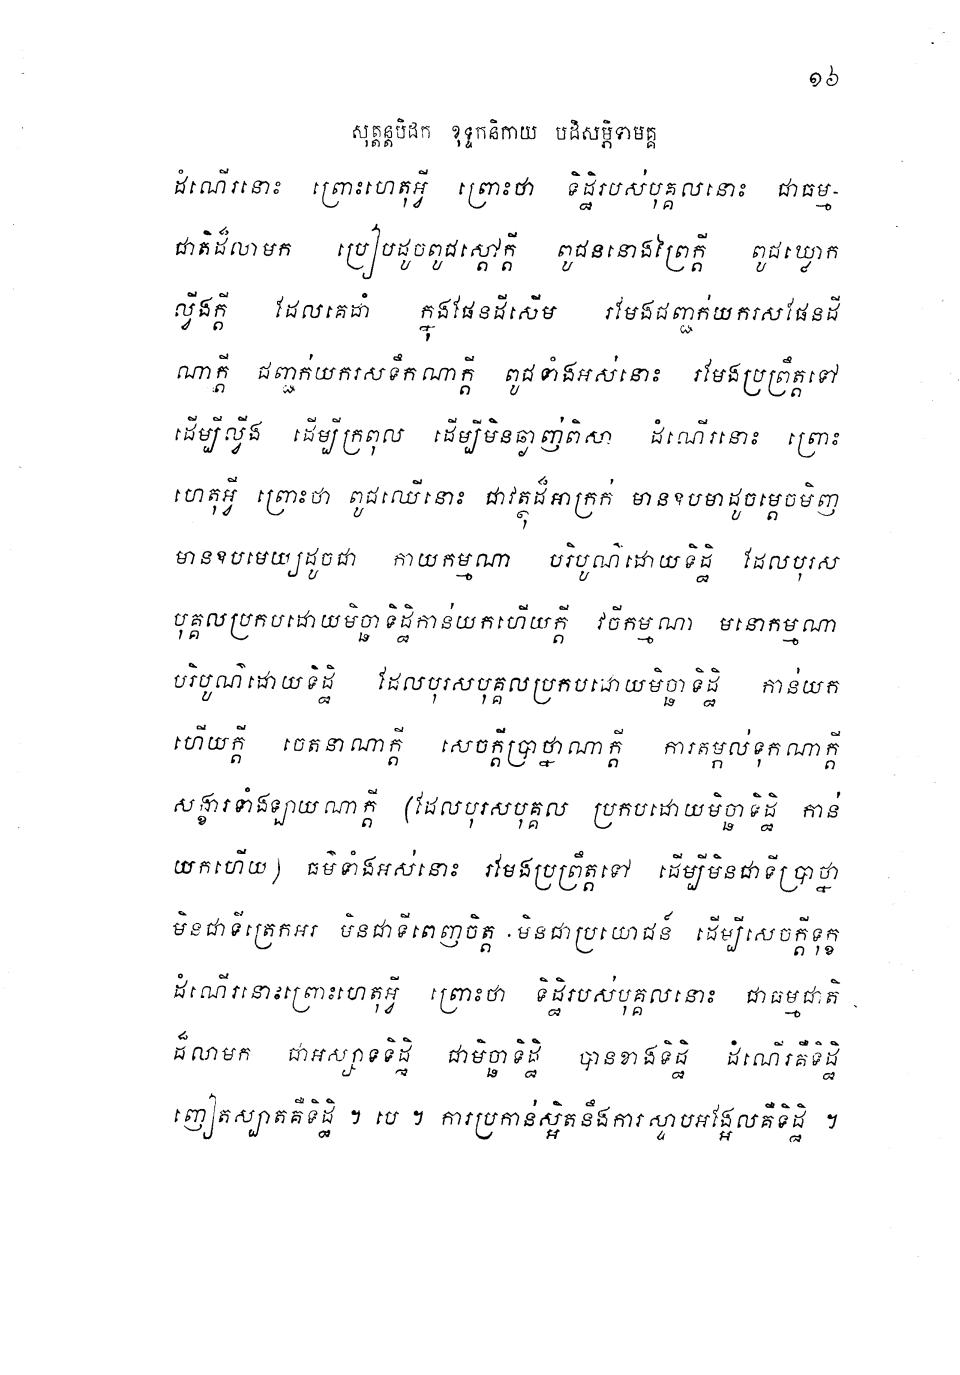 ១៦
សុត្តន្តបិដក ខុទ្ទកនិកាយ បដិសម្ភិទាមគ្គ
ដំណើរនោះ ព្រោះហេតុអ្វី ព្រោះថា ទិដ្ឋិរបស់បុគ្គលនោះ ជាធម្ម-
ជាតិដ៏លាមក ប្រៀបដូចពូជស្តៅក្តី ពូជននោងព្រៃក្តី ពូជឃ្លោក
ល្វីងក្តី ដែលគេដាំ ក្នុងផែនដីសើម រមែងជញ្ជក់យករសផែនដី
ណាក្តី ជញ្ជក់យករសទឹកណាក្តី ពូជទាំងអស់នោះ រមែងប្រព្រឹត្តទៅ
ដើម្បីល្វីង ដើម្បីក្រពុល ដើម្បីមិនឆ្ងាញ់ពិសា ដំណើរនោះ ព្រោះ
ហេតុអ្វី ព្រោះថា ពូជឈើនោះ ជាវត្ថុដ៏អាក្រក់ មានឧបមាដូចម្តេចមិញ
មានឧបមេយ្យដូចជា កាយកម្មណា បរិបូណ៌ដោយទិដ្ឋិ ដែលបុរស
បុគ្គលប្រកបដោយមិច្ឆាទិដ្ឋិកាន់យកហើយក្តី វចីកម្មណា មនោកម្មណា
បរិបូណ៌ដោយទិដ្ឋិ ដែលបុរសបុគ្គលប្រកបដោយមិច្ឆាទិដ្ឋិ កាន់យក
ហើយក្តី ចេតនាណាក្តី សេចក្តីប្រាថ្នាណាក្តី ការតម្កល់ទុកណាក្តី
សង្ខារទាំងឡាយណាក្តី (ដែលបុរសបុគ្គល ប្រកបដោយមិច្ឆាទិដ្ឋិ កាន់
យកហើយ) ធម៌ទាំងអស់នោះ រមែងប្រព្រឹត្តទៅ ដើម្បីមិនជាទីប្រាថ្នា
មិនជាទីត្រេកអរ មិនជាទីពេញចិត្ត មិនជាប្រយោជន៍ ដើម្បីសេចក្តីទុក្ខ
ដំណើរនោះព្រោះហេតុអ្វី ព្រោះថា ទិដ្ឋិរបស់បុគ្គលនោះ ជាធម្មជាតិ
ដ៏លាមក ជាអស្សាទទិដ្ឋិ ជាមិច្ឆាទិដ្ឋិ បានខាងទិដ្ឋិ ដំណើរគឺទិដ្ឋិ
ញៀតស្បាតគឺទិដ្ឋិ ។ បេ ។ ការប្រកាន់ស្អិតនឹងការស្ទាបអង្អែលគឺទិដ្ឋិ ។